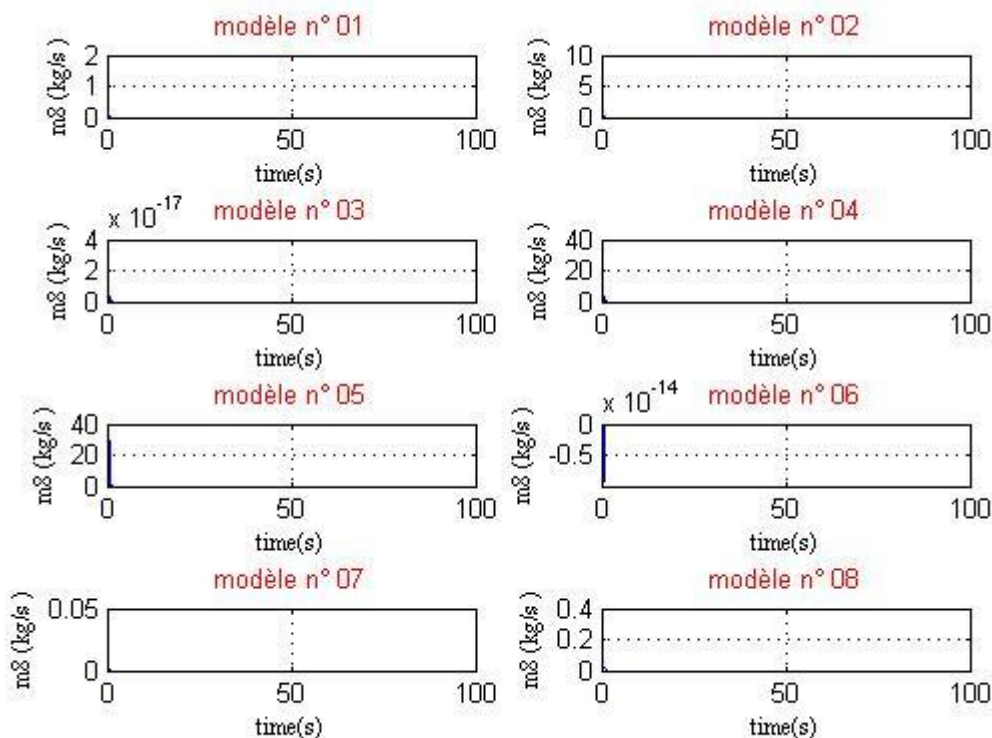 modèle n° 01
m8 (kg/s)
2
1
0
0 50 100
time(s)
modèle n° 02
m8 (kg/s)
10
5
0
0 50 100
time(s)
x 10-17
modèle n° 03
m8 (kg/s)
4
2
0
0 50 100
time(s)
modèle n° 04
m8 (kg/s)
40
20
0
0 50 100
time(s)
modèle n° 05
m8 (kg/s)
40
20
0
0 50 100
time(s)
x 10-14
modèle n° 06
m8 (kg/s)
0
-0.5
0 50 100
time(s)
modèle n° 07
m8 (kg/s)
0.05
0
0 50 100
time(s)
modèle n° 08
m8 (kg/s)
0.4
0.2
0
0 50 100
time(s)